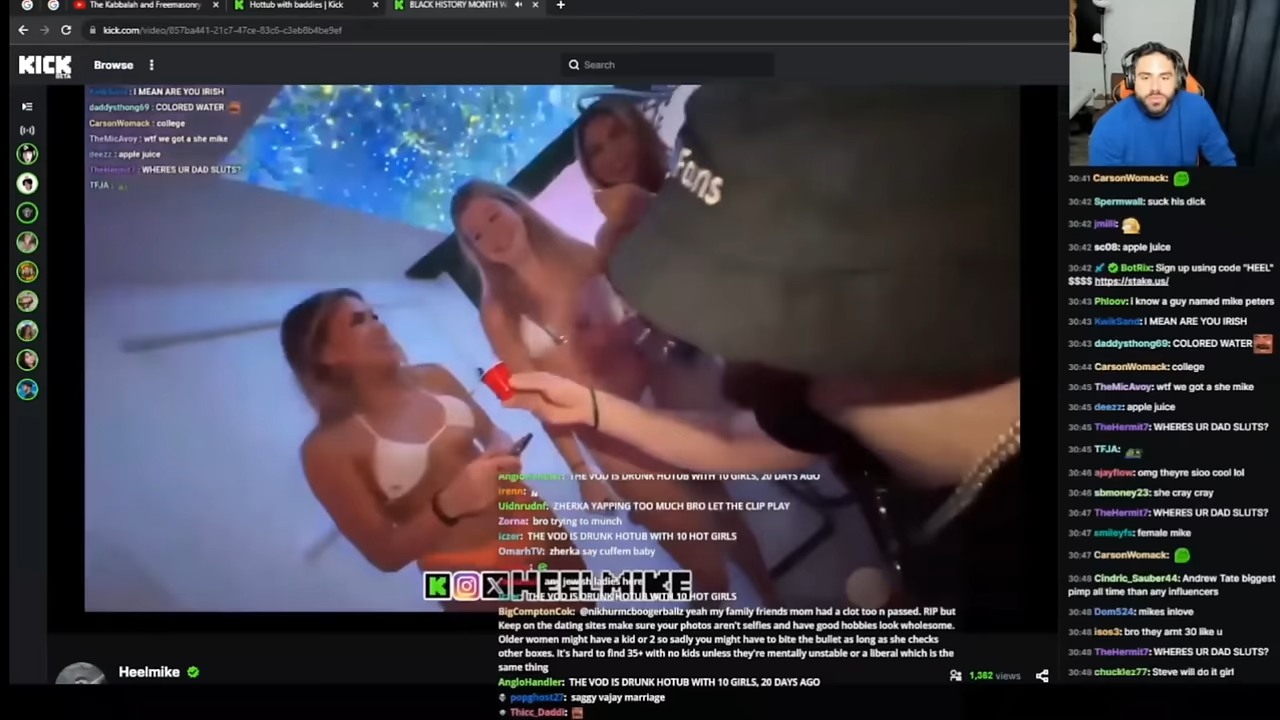 The Kabbalah and Freemasonry
Hottub with baddies | Kick
BLACK HISTORY MONTH
kick.com/video/857ba441-21c7-47ce-83c6-c3eb8b4be9ef
KICK
BETA
Browse
Search
KwikSand: I MEAN ARE YOU IRISH
daddysthong69 : COLORED WATER
CarsonWomack : college
TheMicAvoy : wtf we got a she mike
deezz : apple juice
TheHermit7 : WHERES UR DAD SLUTS?
TFJA :
Fans
AngloHandler: THE VOD IS DRUNK HOTUB WITH 10 GIRLS, 20 DAYS AGO
irenn:
Uidnrudnf: ZHERKA YAPPING TOO MUCH BRO LET THE CLIP PLAY
Zorna: bro trying to munch
iczer: THE VOD IS DRUNK HOTUB WITH 10 HOT GIRLS
OmarhTV: zherka say cuffem baby
and jewish ladies here
HEELMIKE
THE VOD IS DRUNK HOTUB WITH 10 HOT GIRLS
BigComptonCok: @nikhurmcboogerballz yeah my family friends mom had a clot too n passed. RIP but
Keep on the dating sites make sure your photos aren't selfies and have good hobbies look wholesome.
Older women might have a kid or 2 so sadly you might have to bite the bullet as long as she checks
other boxes. It's hard to find 35+ with no kids unless they're mentally unstable or a liberal which is the
same thing
AngloHandler: THE VOD IS DRUNK HOTUB WITH 10 GIRLS, 20 DAYS AGO
popghost27: saggy vajay marriage
Thicc_Daddi:
Heelmike
1,362 views
30:41 CarsonWomack:
30:42 Spermwall: suck his dick
30:42 jmilli:
30:42 sc08: apple juice
30:42 BotRix: Sign up using code "HEEL"
$$$$ https://stake.us/
30:43 Phloov: i know a guy named mike peters
30:43 KwikSand: I MEAN ARE YOU IRISH
30:43 daddysthong69: COLORED WATER
30:44 CarsonWomack: college
30:45 TheMicAvoy: wtf we got a she mike
30:45 deezz: apple juice
30:45 TheHermit7: WHERES UR DAD SLUTS?
30:45 TFJA:
30:46 ajayflow: omg theyre sioo cool lol
30:46 sbmoney23: she cray cray
30:47 TheHermit7: WHERES UR DAD SLUTS?
30:47 smileyfs: female mike
30:47 CarsonWomack:
30:48 Cindric_Sauber44: Andrew Tate biggest
pimp all time than any influencers
30:48 Dom524: mikes inlove
30:48 isos3: bro they arnt 30 like u
30:48 TheHermit7: WHERES UR DAD SLUTS?
30:48 chucklez77: Steve will do it girl